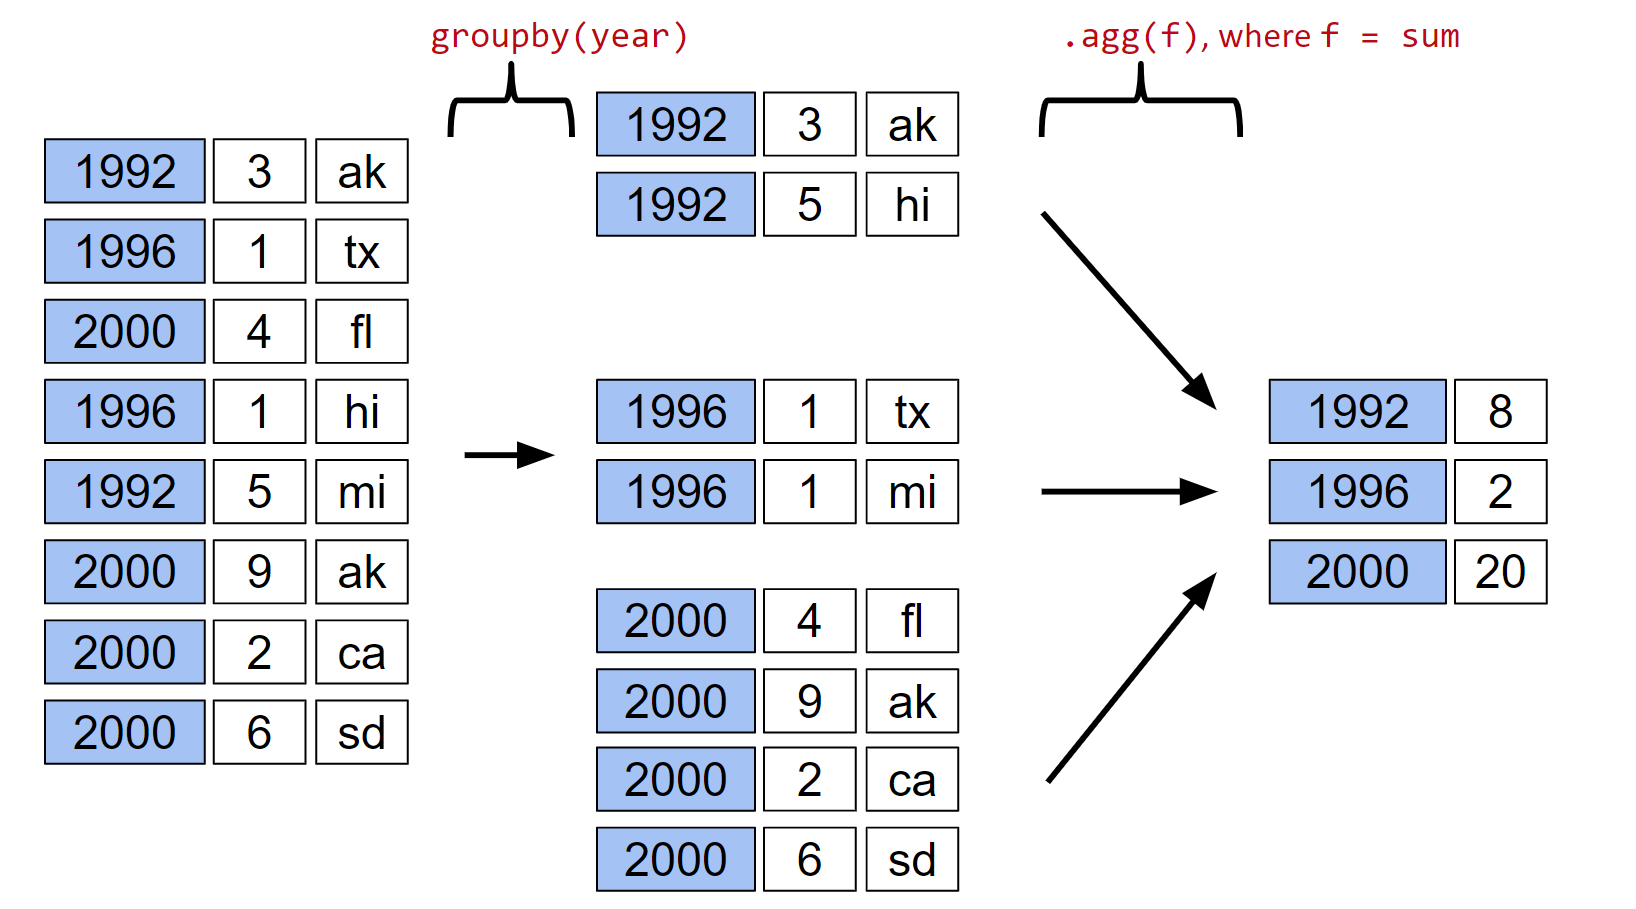 groupby(year)
.agg(f), where f = sum
1992 3 ak
1996 1 tx
2000 4 fl
1996 1 hi
1992 5 mi
2000 9 ak
2000 2 ca
2000 6 sd
1992 3 ak
1992 5 hi
1996 1 tx
1996 1 mi
2000 4 fl
2000 9 ak
2000 2 ca
2000 6 sd
1992 8
1996 2
2000 20